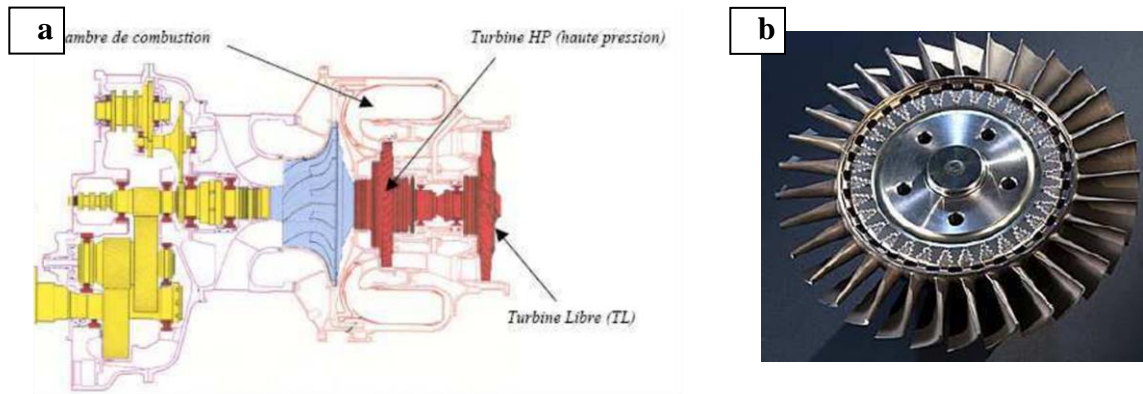 a
ambre de combustion
Turbine HP (haute pression)
Turbine Libre (TL)
b